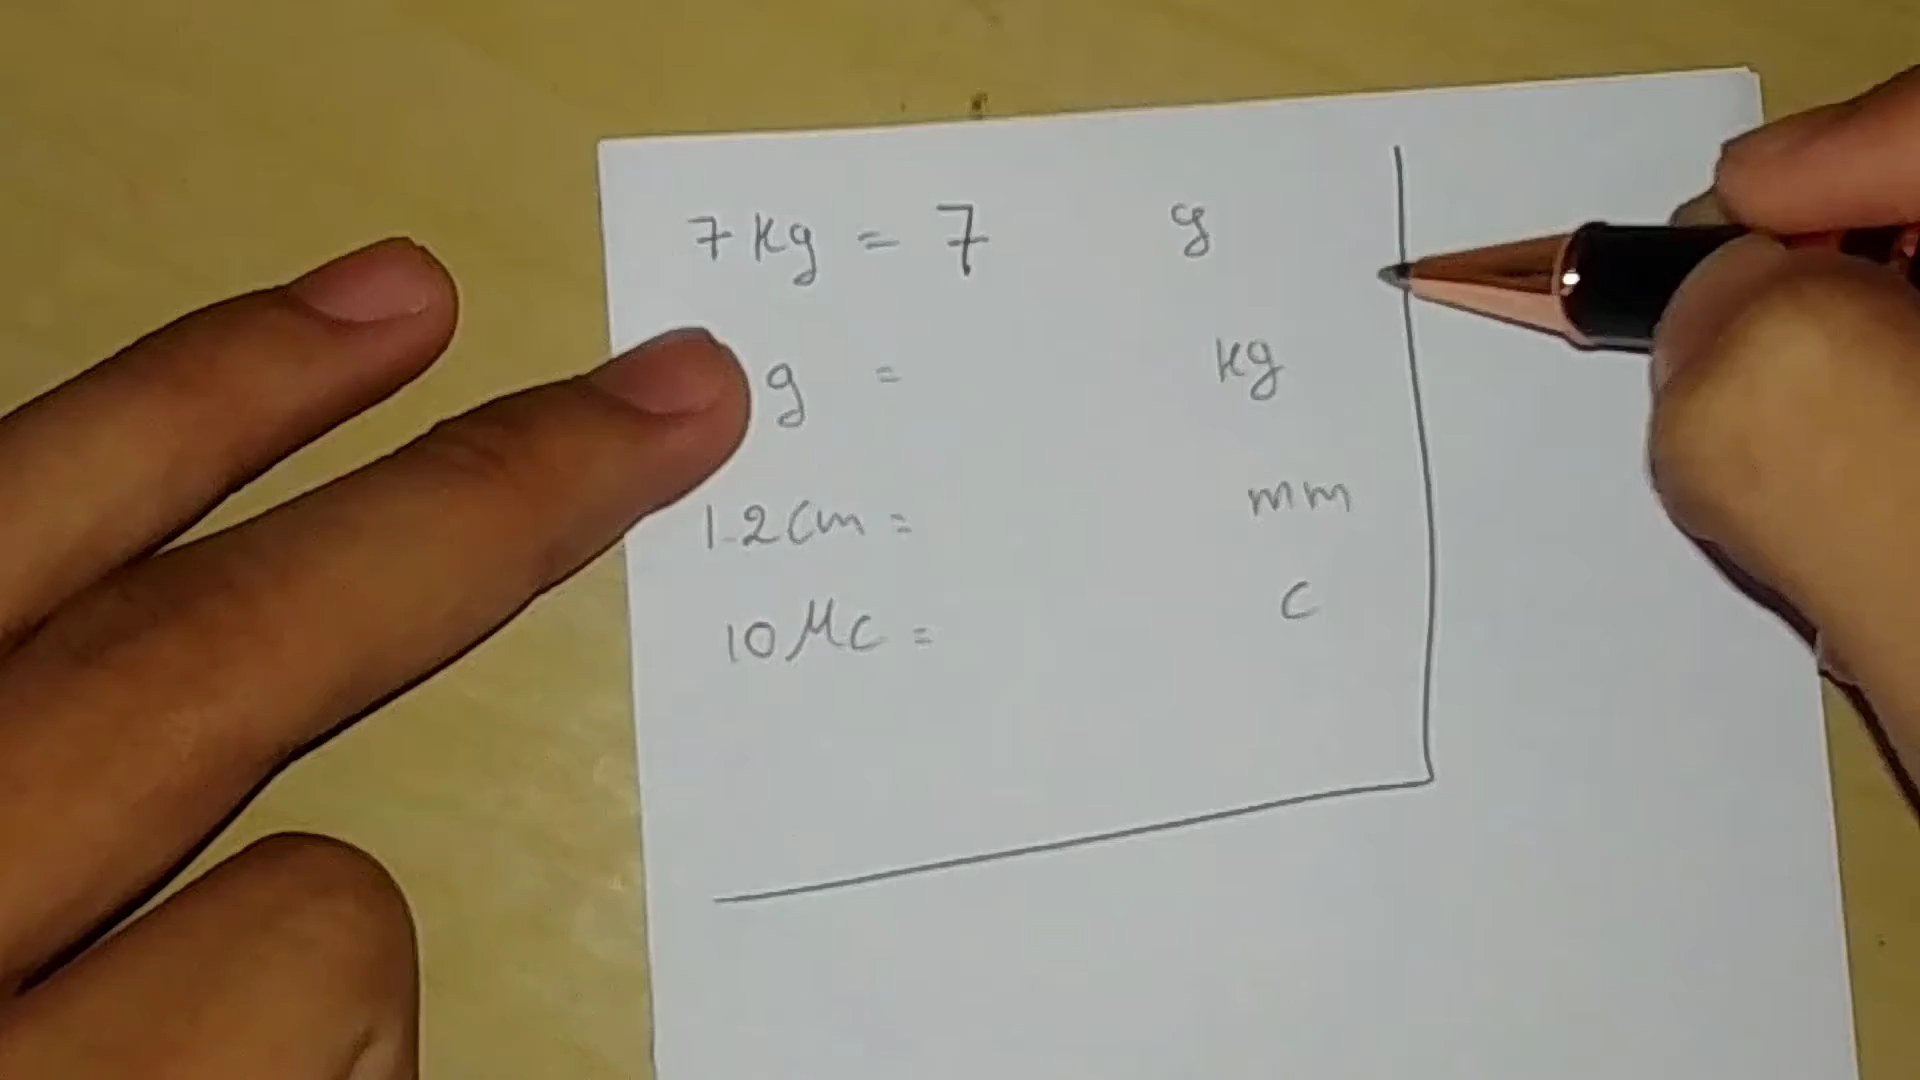 7 kg = 7 g
g = kg
1.2 cm = mm
10 μc = c